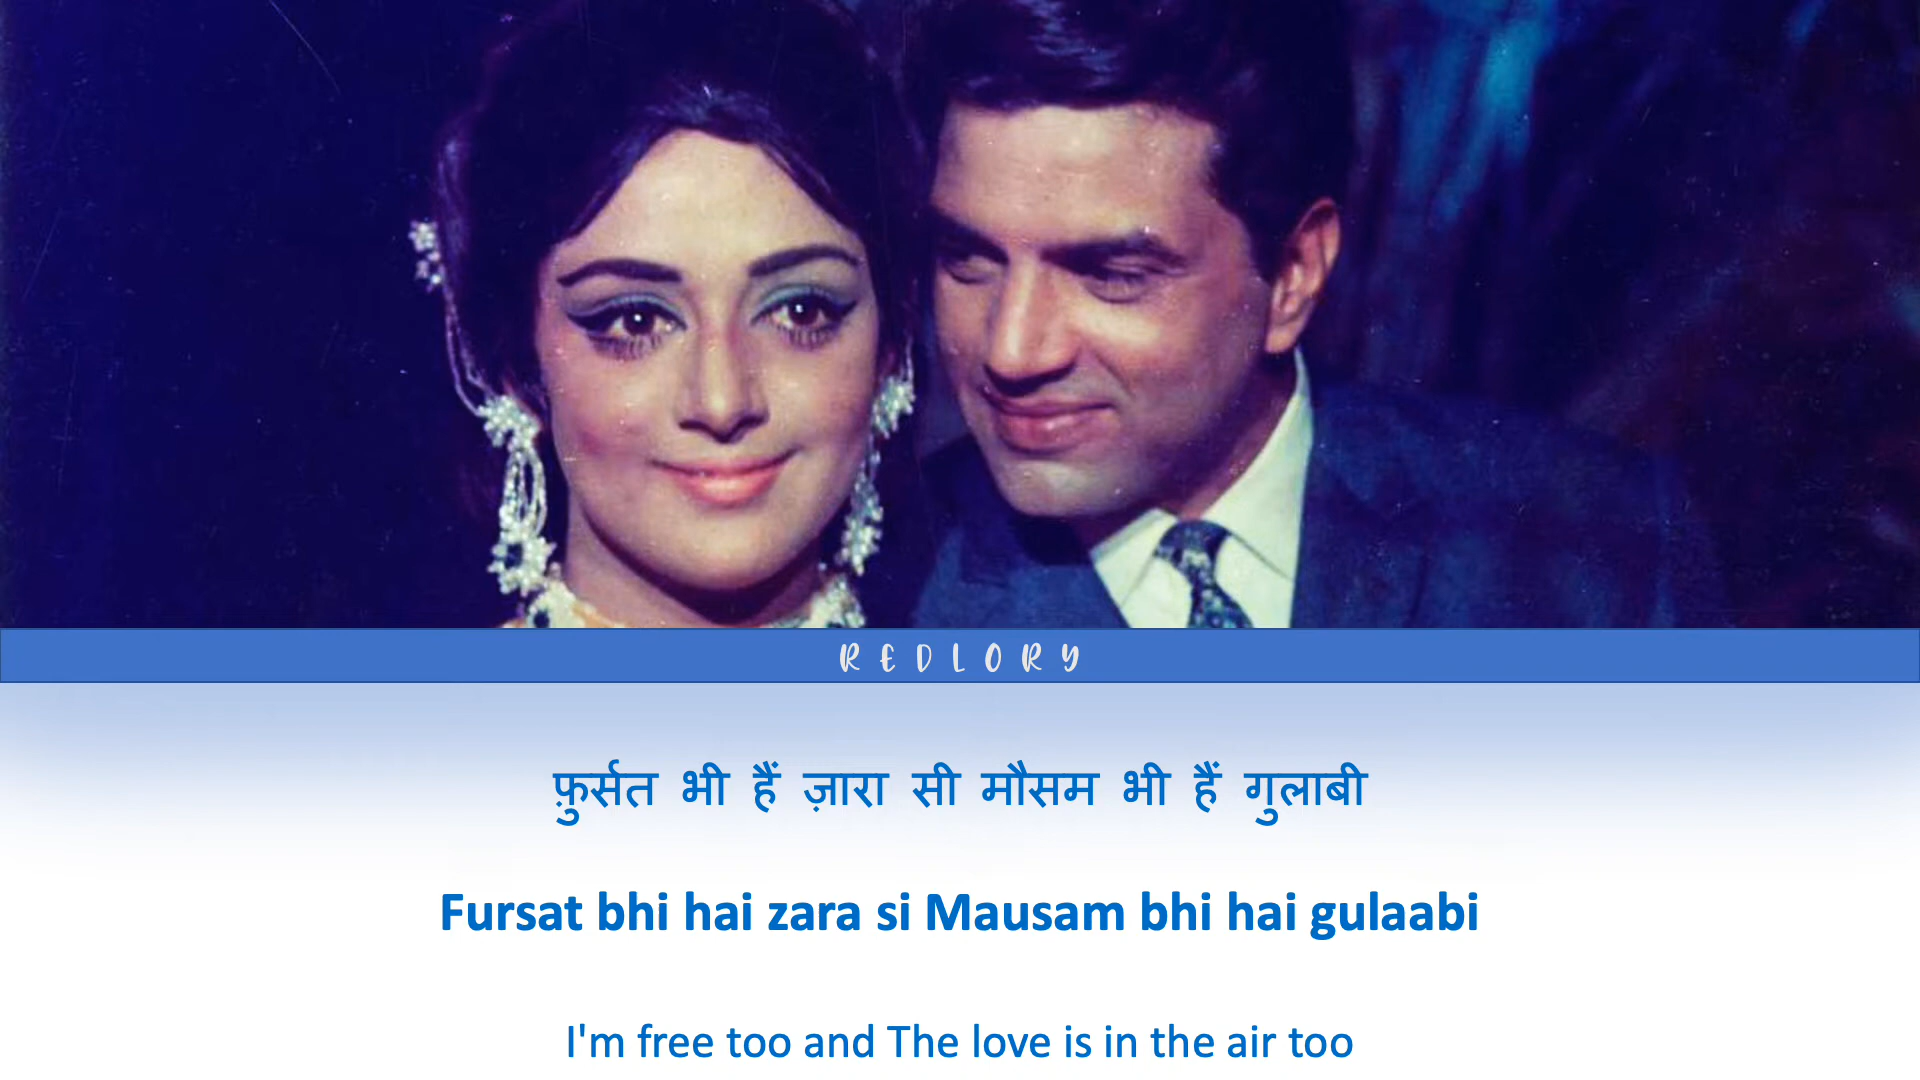 REDLORY
फ़ुर्सत भी हैं ज़ारा सी मौसम भी हैं गुलाबी
Fursat bhi hai zara si Mausam bhi hai gulaabi
I'm free too and The love is in the air too